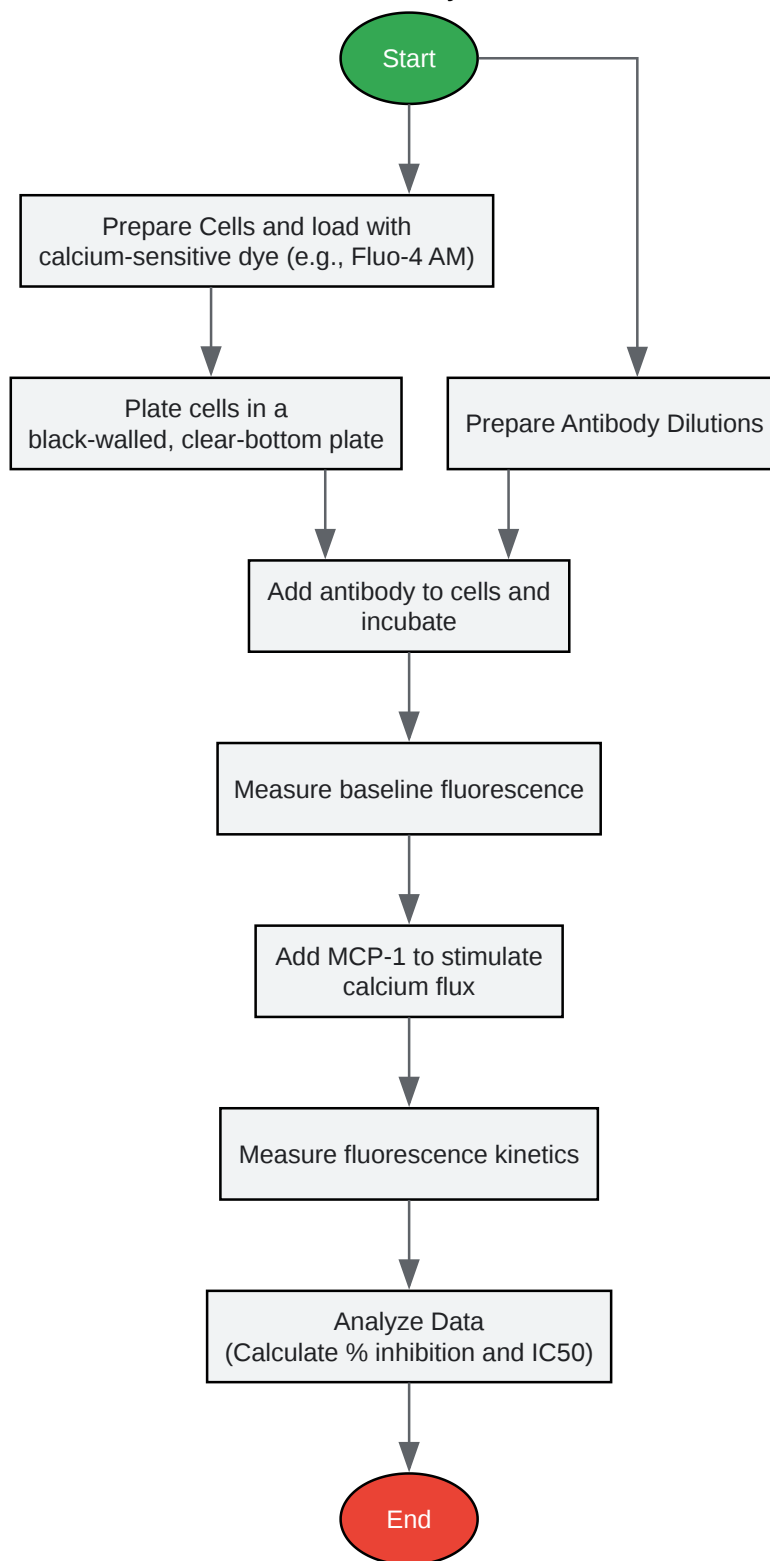 Start
Prepare Cells and load with
calcium-sensitive dye (e.g., Fluo-4 AM)
Plate cells in a
black-walled, clear-bottom plate
Prepare Antibody Dilutions
Add antibody to cells and
incubate
Measure baseline fluorescence
Add MCP-1 to stimulate
calcium flux
Measure fluorescence kinetics
Analyze Data
(Calculate % inhibition and IC50)
End